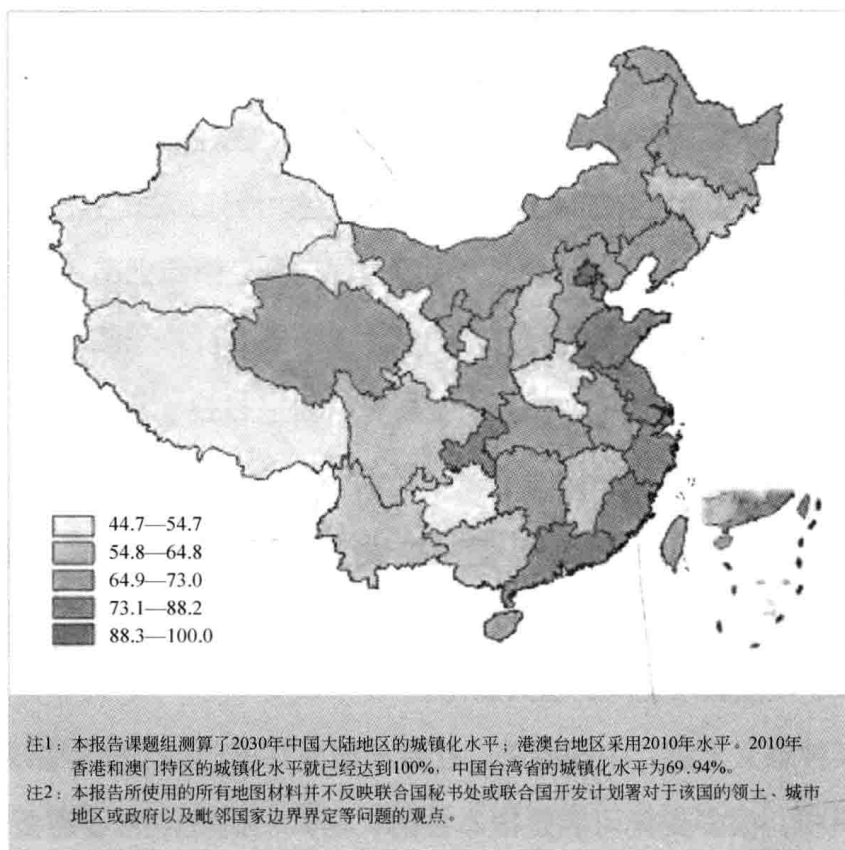 44.7—54.7
54.8—64.8
64.9—73.0
73.1—88.2
88.3—100.0
注1：本报告课题组测算了2030年中国大陆地区的城镇化水平；港澳台地区采用2010年水平。2010年
香港和澳门特区的城镇化水平就已经达到100%，中国台湾省的城镇化水平为69.94%。
注2：本报告所使用的所有地图材料并不反映联合国秘书处或联合国开发计划署对于该国的领土、城市
地区或政府以及毗邻国家边界界定等问题的观点。